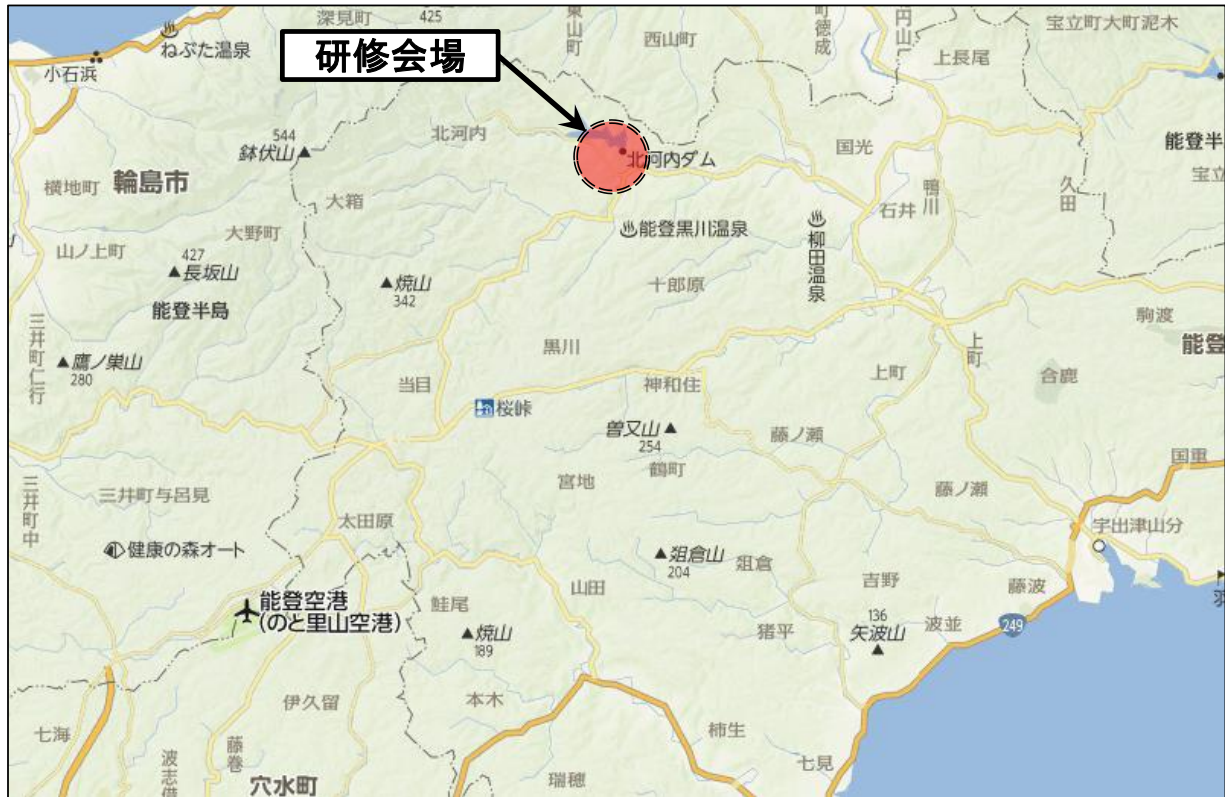 深見町
425
東山町
西山町
町徳成
円山
宝立町大町泥木
ねぶた温泉
研修会場
上長尾
小石浜
544
鉢伏山
北河内
北河内ダム
国光
能登半
宝立
横地町
輪島市
大箱
石井
鴨川
久田
能登黒川温泉
柳田温泉
山ノ上町
大野町
427
長坂山
焼山
342
十郎原
能登半島
駒渡
三井町仁行
鷹ノ巣山
280
黒川
上町
能登
当目
神和住
上町
合鹿
桜峠
曽又山
254
藤ノ瀬
鶴町
国重
宮地
藤ノ瀬
三井町中
三井町与呂見
太田原
宇出津山分
健康の森オート
俎倉山
204
俎倉
吉野
藤波
山田
能登空港
(のと里山空港)
鮭尾
136
矢波山
波並
249
羽
焼山
189
猪平
伊久留
本木
七海
藤巻
柿生
波志借
七見
穴水町
瑞穂